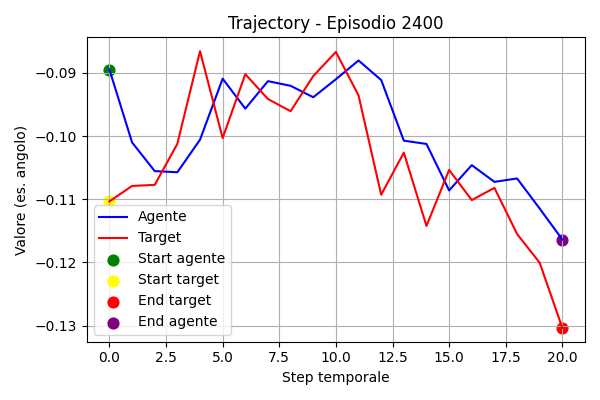 Trajectory - Episodio 2400
Valore (es. angolo)
−0.09
−0.10
−0.11
−0.12
−0.13
Agente
Target
Start agente
Start target
End target
End agente
0.0 2.5 5.0 7.5 10.0 12.5 15.0 17.5 20.0
Step temporale